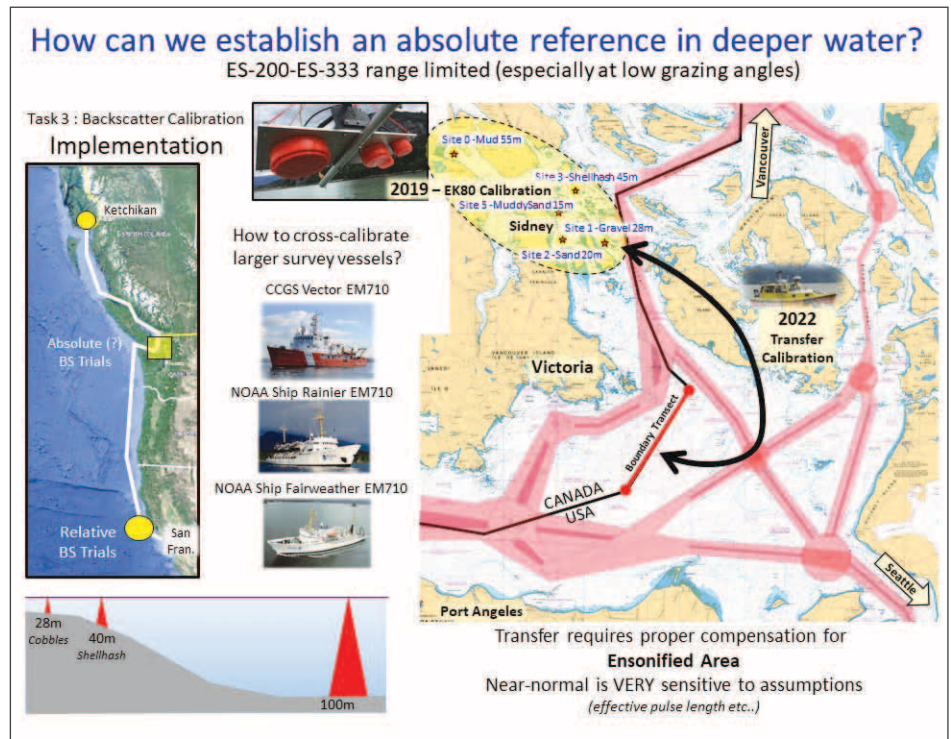 How can we establish an absolute reference in deeper water?
ES-200-ES-333 range limited (especially at low grazing angles)
Task 3 : Backscatter Calibration
Implementation
Ketchikan
Absolute (?)
BS Trials
Relative
BS Trials
San
Fran.
How to cross-calibrate
larger survey vessels?
CCGS Vector EM710
NOAA Ship Rainier EM710
NOAA Ship Fairweather EM710
Site 0 - Mud 55m
Site 3 - Shellhash 45m
2019 – EK80 Calibration
Site 5 - MuddySand 15m
Sidney
Site 1 - Gravel 28m
Site 2 - Sand 20m
Vancouver
2022
Transfer
Calibration
VANCOUVER ISLAND
Victoria
Boundary Transect
CANADA
USA
Seattle
Port Angeles
28m
Cobbles
40m
Shellhash
100m
Transfer requires proper compensation for
Ensonified Area
Near-normal is VERY sensitive to assumptions
(effective pulse length etc..)